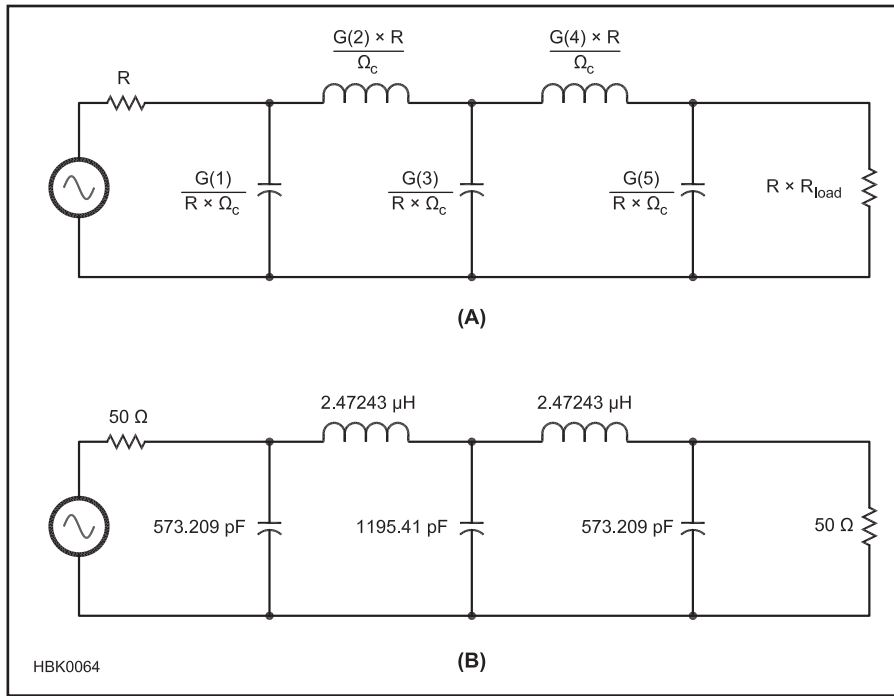 G(2) × R
Ω_c
G(4) × R
Ω_c
R
G(1)
R × Ω_c
G(3)
R × Ω_c
G(5)
R × Ω_c
R × R_load
(A)
2.47243 µH
2.47243 µH
50 Ω
573.209 pF
1195.41 pF
573.209 pF
50 Ω
(B)
HBK0064